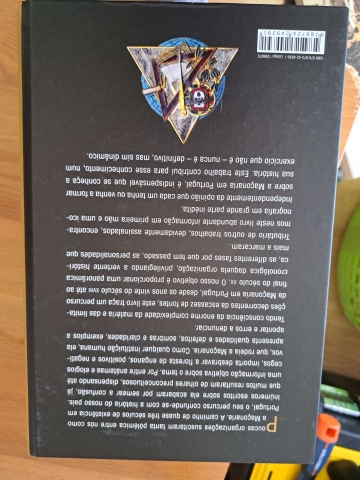 Poucas organizações suscitaram tanta polémica entre nós como
a Maçonaria. A caminho de quase três séculos de existência em
Portugal, o seu percurso confunde-se com a história do nosso país.
Inúmeros escritos sobre ela acabaram por semear a confusão, já
que muitos resultaram de olhares preconceituosos, dispensando até
uma informação objetiva sobre o tema. Por entre anátemas e elogios
cegos, importa desbravar a floresta de enganos, positivos e negati-
vos, que rodeia a Maçonaria. Como qualquer instituição humana, ela
apresenta qualidades e defeitos, sombras e claridades, exemplos a
apontar e erros a denunciar.
Tendo consciência da enorme complexidade da matéria e das limita-
ções decorrentes da escassez de fontes, este livro traça um percurso
da Maçonaria em Portugal, desde os anos vinte do século XVIII até ao
final do século XX. O nosso objetivo é proporcionar uma panorâmica
cronológica daquela organização, privilegiando a vertente históri-
ca, as diferentes fases por que tem passado, as personalidades que
mais a marcaram.
Tributário de outros trabalhos, devidamente assinalados, encontra-
mos neste livro abundante informação em primeira mão e uma ico-
nografia em grande parte inédita.
Independentemente da opinião que cada um tenha ou venha a formar
sobre a Maçonaria em Portugal, é indispensável que se conheça a
sua história. Este trabalho contribui para esse conhecimento, num
exercício que não é – nunca é – definitivo, mas sim dinâmico.